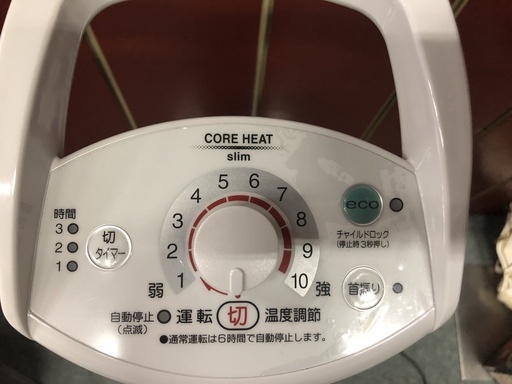 CORE HEAT
slim
時間
3
2
1
切
タイマー
1
2
3
4
5
6
7
8
9
10
弱
強
eco
チャイルドロック
(停止時3秒押し)
首振り
自動停止
(点滅)
運転 切 温度調節
●通常運転は6時間で自動停止します。